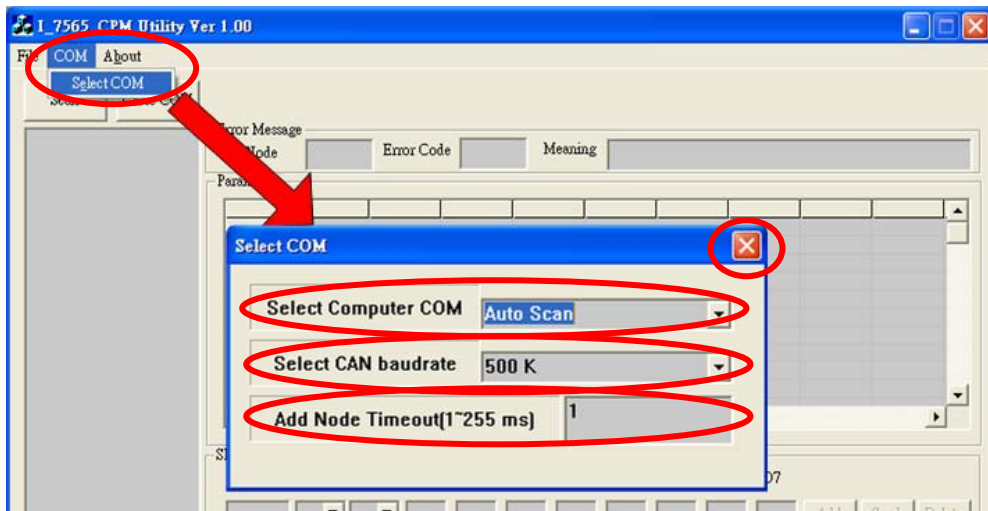 I_7565_CPM Utility Ver 1.00
File COM About
Select COM
Error Message
Node Error Code Meaning
Select COM
Select Computer COM Auto Scan
Select CAN baudrate 500 K
Add Node Timeout(1~255 ms) 1